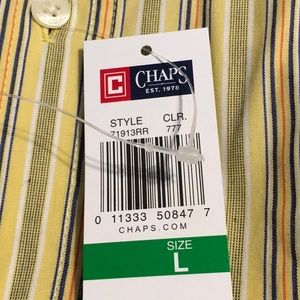 C CHAPS
EST. 1978
STYLE CLR.
71913RR 777
0 11333 50847 7
CHAPS.COM
SIZE
L